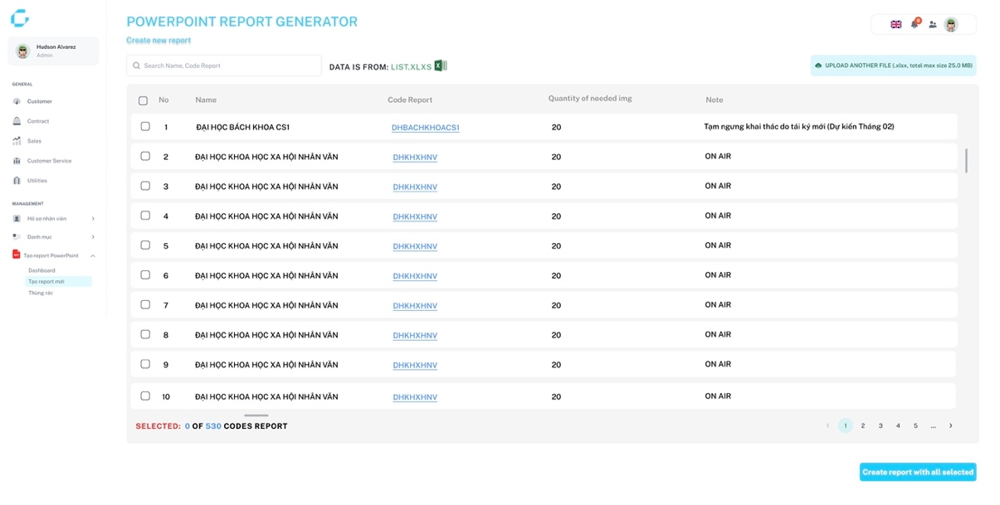 POWERPOINT REPORT GENERATOR
Create new report
8
Hudson Alvarez
Admin
Search Name, Code Report
DATA IS FROM: LIST.XLXS
UPLOAD ANOTHER FILE (.xlsx, total max size 25.0 MB)
GENERAL
Customer
Contract
Sales
Customer Service
Utilities
MANAGEMENT
Hồ sơ nhân viên
Danh mục
Tạo report PowerPoint
Dashboard
Tạo report mới
Thùng rác
No Name Code Report Quantity of needed img Note
1 ĐẠI HỌC BÁCH KHOA CS1 DHBACHKHOACS1 20 Tạm ngưng khai thác do tái ký mới (Dự kiến Tháng 02)
2 ĐẠI HỌC KHOA HỌC XA HỘI NHÂN VĂN DHKHXHNV 20 ON AIR
3 ĐẠI HỌC KHOA HỌC XA HỘI NHÂN VĂN DHKHXHNV 20 ON AIR
4 ĐẠI HỌC KHOA HỌC XA HỘI NHÂN VĂN DHKHXHNV 20 ON AIR
5 ĐẠI HỌC KHOA HỌC XA HỘI NHÂN VĂN DHKHXHNV 20 ON AIR
6 ĐẠI HỌC KHOA HỌC XA HỘI NHÂN VĂN DHKHXHNV 20 ON AIR
7 ĐẠI HỌC KHOA HỌC XA HỘI NHÂN VĂN DHKHXHNV 20 ON AIR
8 ĐẠI HỌC KHOA HỌC XA HỘI NHÂN VĂN DHKHXHNV 20 ON AIR
9 ĐẠI HỌC KHOA HỌC XA HỘI NHÂN VĂN DHKHXHNV 20 ON AIR
10 ĐẠI HỌC KHOA HỌC XA HỘI NHÂN VĂN DHKHXHNV 20 ON AIR
SELECTED: 0 OF 530 CODES REPORT
‹ 1 2 3 4 5 ... ›
Create report with all selected